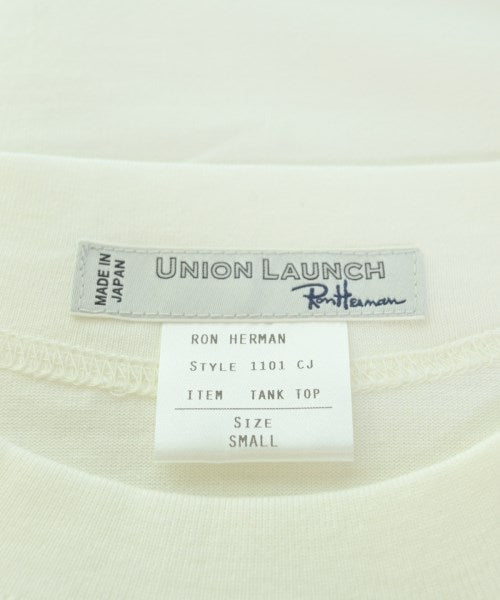 MADE IN
JAPAN
UNION LAUNCH
Ron Herman
RON HERMAN
STYLE 1101 CJ
ITEM TANK TOP
SIZE
SMALL